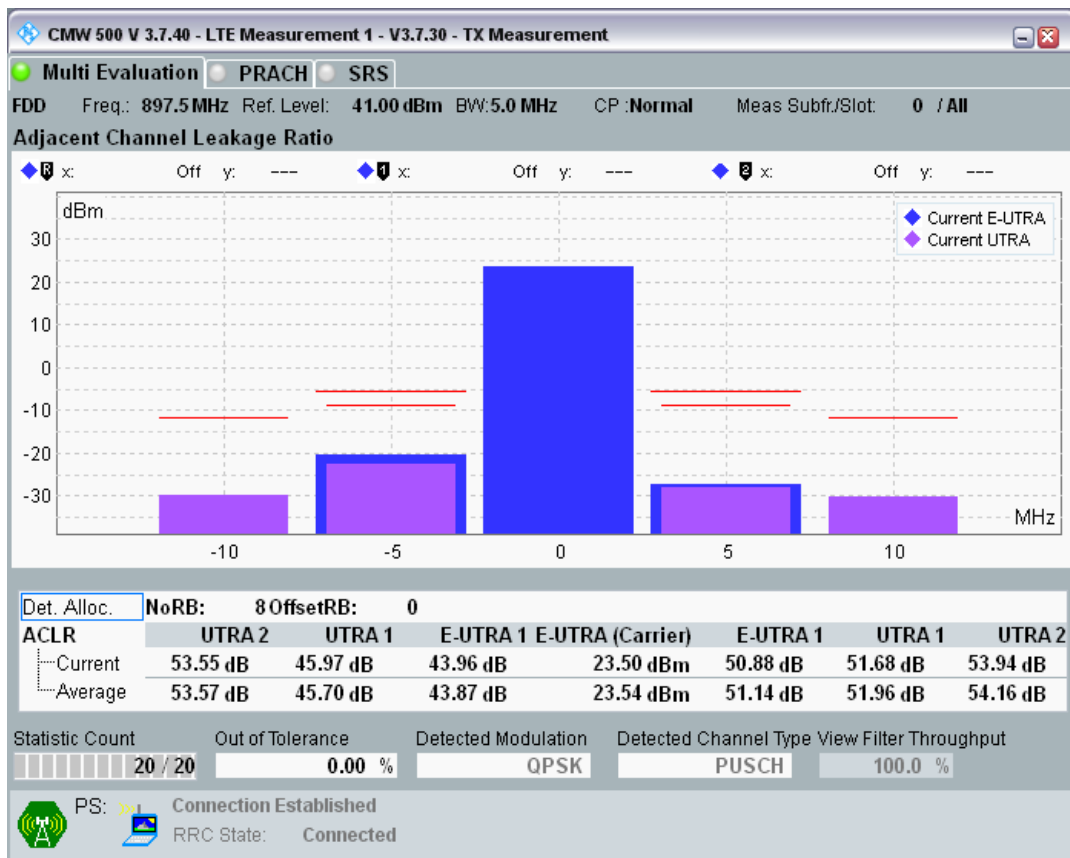 CMW 500 V 3.7.40 - LTE Measurement 1 - V3.7.30 - TX Measurement
Multi Evaluation PRACH SRS
FDD Freq.: 897.5 MHz Ref. Level: 41.00 dBm BW:5.0 MHz CP :Normal Meas Subfr./Slot: 0 / All
Adjacent Channel Leakage Ratio
R x: Off y: --- 1 x: Off y: --- 2 x: Off y: ---
dBm
Current E-UTRA
Current UTRA
30
20
10
0
-10
-20
-30
MHz
-10 -5 0 5 10
Det. Alloc. NoRB: 8 OffsetRB: 0
ACLR UTRA 2 UTRA 1 E-UTRA 1 E-UTRA (Carrier) E-UTRA 1 UTRA 1 UTRA 2
Current 53.55 dB 45.97 dB 43.96 dB 23.50 dBm 50.88 dB 51.68 dB 53.94 dB
Average 53.57 dB 45.70 dB 43.87 dB 23.54 dBm 51.14 dB 51.96 dB 54.16 dB
Statistic Count Out of Tolerance Detected Modulation Detected Channel Type View Filter Throughput
20 / 20 0.00 % QPSK PUSCH 100.0 %
PS: Connection Established
RRC State: Connected